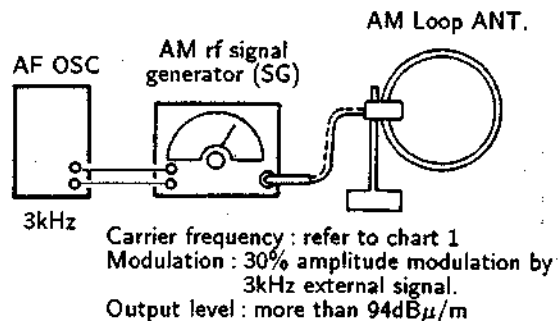 AM Loop ANT.
AM rf signal
generator (SG)
AF OSC
3kHz
Carrier frequency : refer to chart 1
Modulation : 30% amplitude modulation by
3kHz external signal.
Output level : more than 94dBμ/m